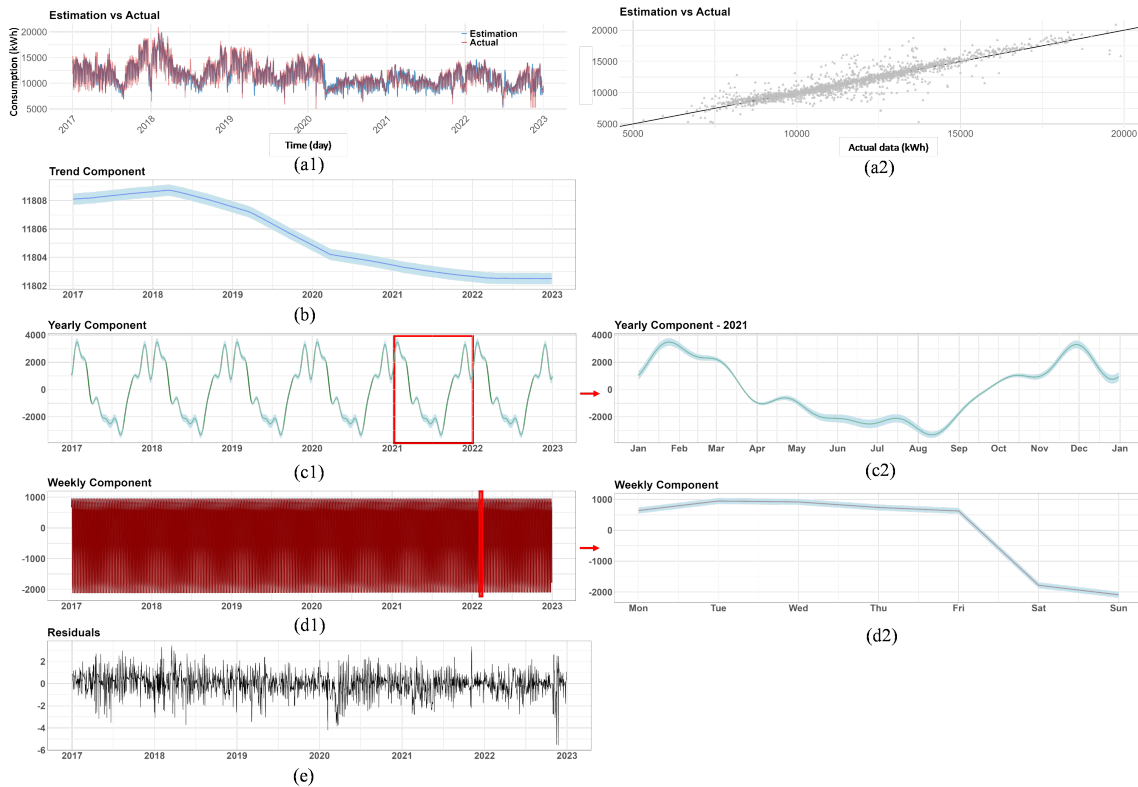 Estimation vs Actual
Consumption (kWh)
20000
15000
10000
5000
Estimation
Actual
2017 2018 2019 2020 2021 2022 2023
Time (day)
(a1)
Estimation vs Actual
20000
15000
10000
5000
5000 10000 15000 20000
Actual data (kWh)
(a2)
Trend Component
11808
11806
11804
11802
2017 2018 2019 2020 2021 2022 2023
(b)
Yearly Component
4000
2000
0
-2000
2017 2018 2019 2020 2021 2022 2023
(c1)
Yearly Component - 2021
4000
2000
0
-2000
Jan Feb Mar Apr May Jun Jul Aug Sep Oct Nov Dec Jan
(c2)
Weekly Component
1000
0
-1000
-2000
2017 2018 2019 2020 2021 2022 2023
(d1)
Weekly Component
1000
0
-1000
-2000
Mon Tue Wed Thu Fri Sat Sun
(d2)
Residuals
2
0
-2
-4
-6
2017 2018 2019 2020 2021 2022 2023
(e)